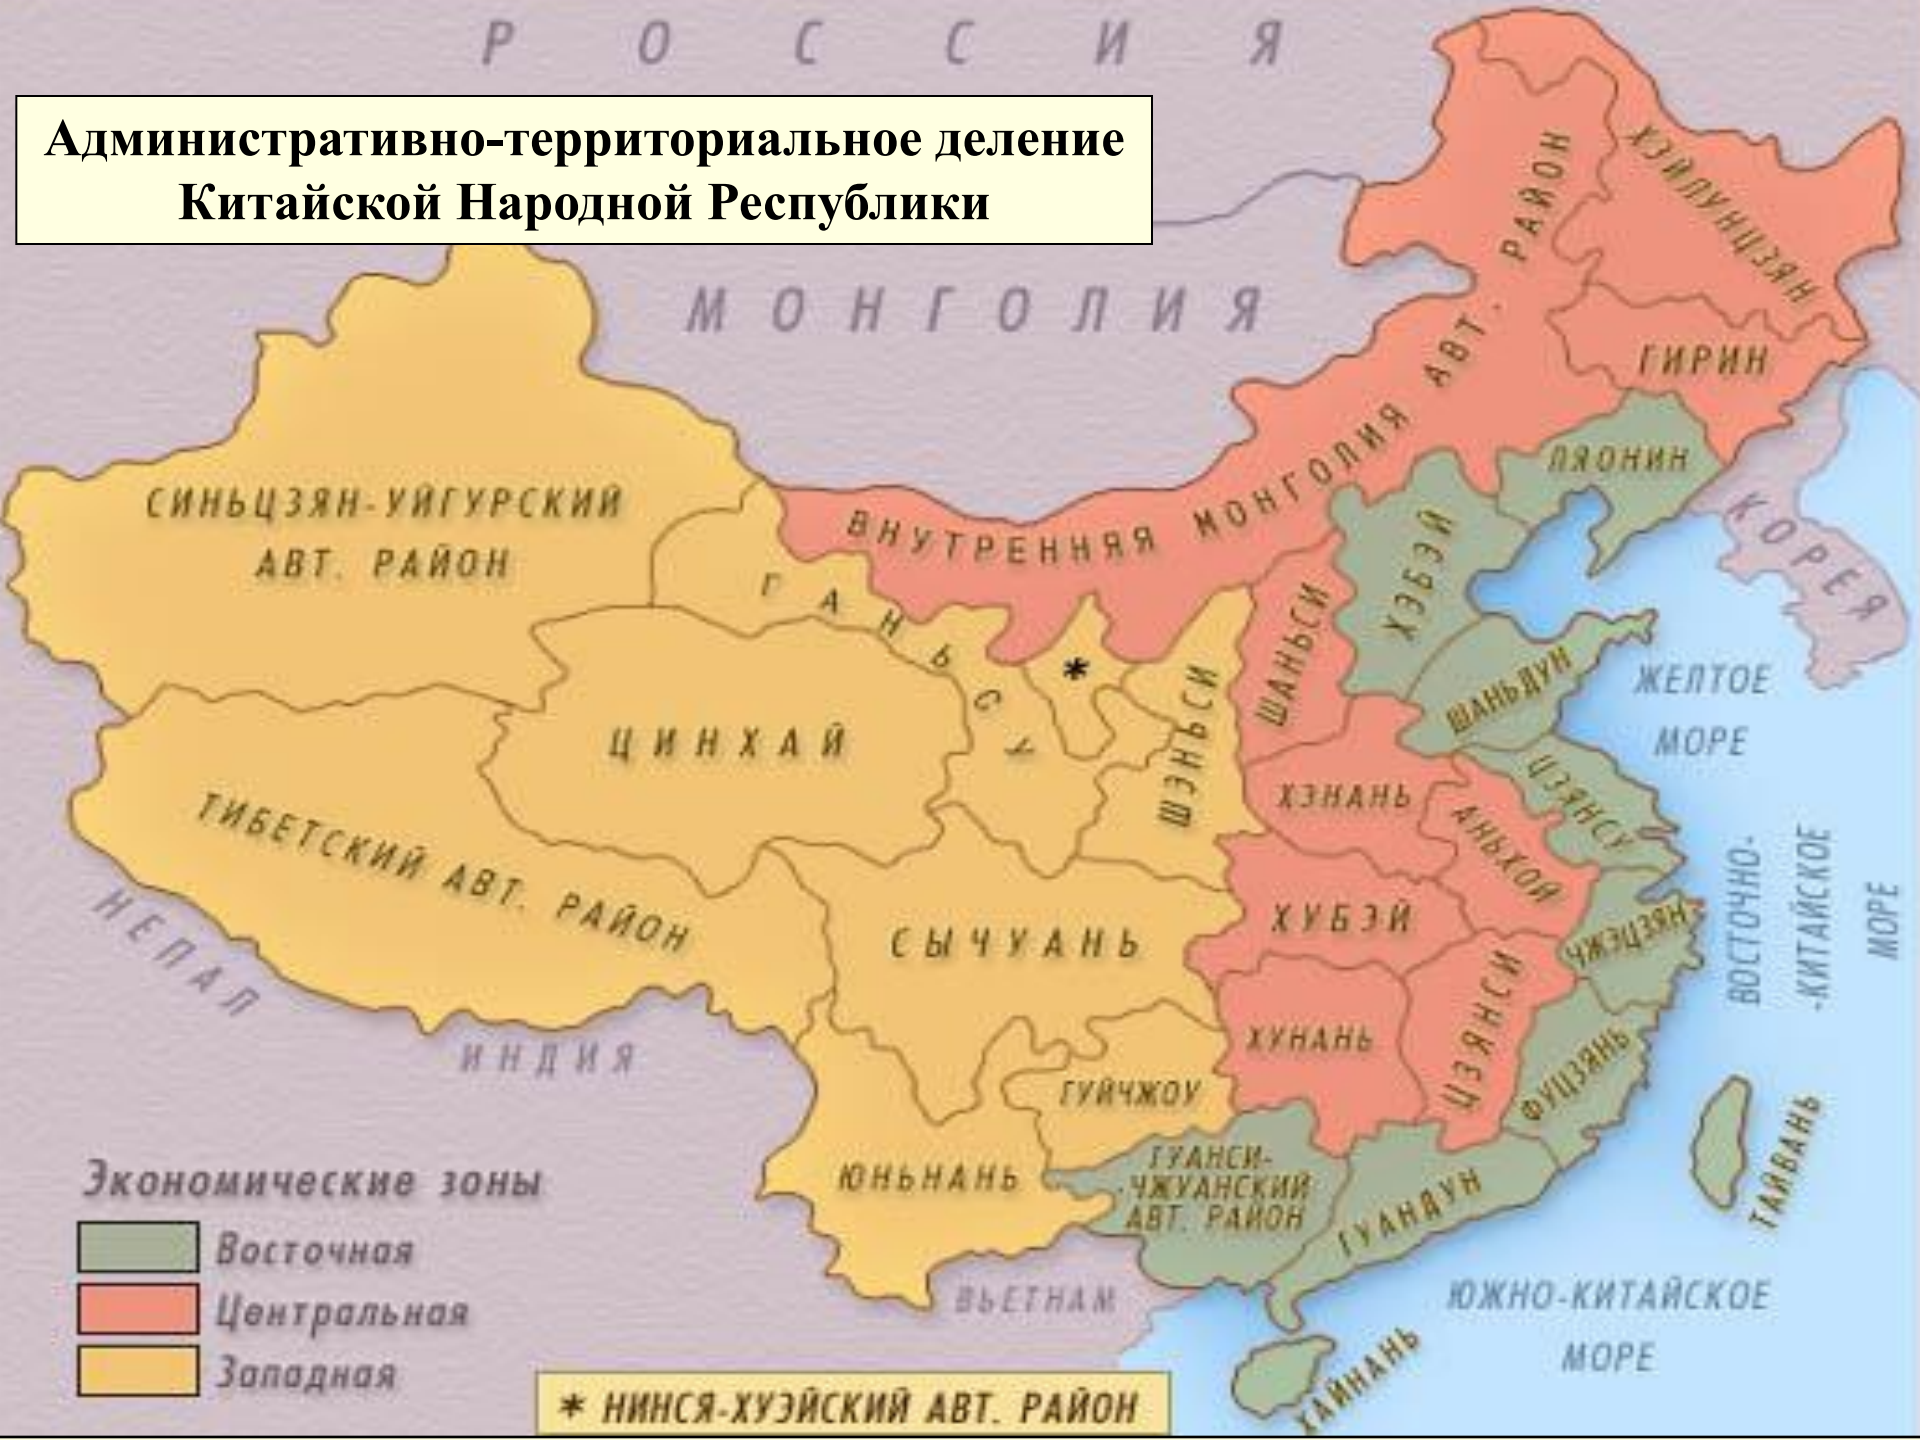 Р О С С И Я
Административно-территориальное деление
Китайской Народной Республики
МОНГОЛИЯ
ХЭЙЛУНЦЗЯН
ВНУТРЕННЯЯ МОНГОЛИЯ АВТ. РАЙОН
ГИРИН
ЛЯОНИН
КОРЕЯ
СИНЬЦЗЯН-УЙГУРСКИЙ
АВТ. РАЙОН
ГАНЬСУ
*
ХЭБЭЙ
ШАНЬСИ
ШЭНЬСИ
ШАНЬДУН
ЖЕЛТОЕ
МОРЕ
ЦИНХАЙ
ХЭНАНЬ
ЦЗЯНСУ
АНЬХОЙ
ТИБЕТСКИЙ АВТ. РАЙОН
НЕПАЛ
СЫЧУАНЬ
ХУБЭЙ
ЧЖЭЦЗЯН
ВОСТОЧНО-
-КИТАЙСКОЕ
МОРЕ
ИНДИЯ
ХУНАНЬ
ЦЗЯНСИ
ФУЦЗЯНЬ
ГУЙЧЖОУ
ЮНЬНАНЬ
ГУАНСИ-
-ЧЖУАНСКИЙ
АВТ. РАЙОН
ГУАНДУН
ТАЙВАНЬ
ВЬЕТНАМ
ЮЖНО-КИТАЙСКОЕ
МОРЕ
ХАЙНАНЬ
Экономические зоны
Восточная
Центральная
Западная
* НИНСЯ-ХУЭЙСКИЙ АВТ. РАЙОН